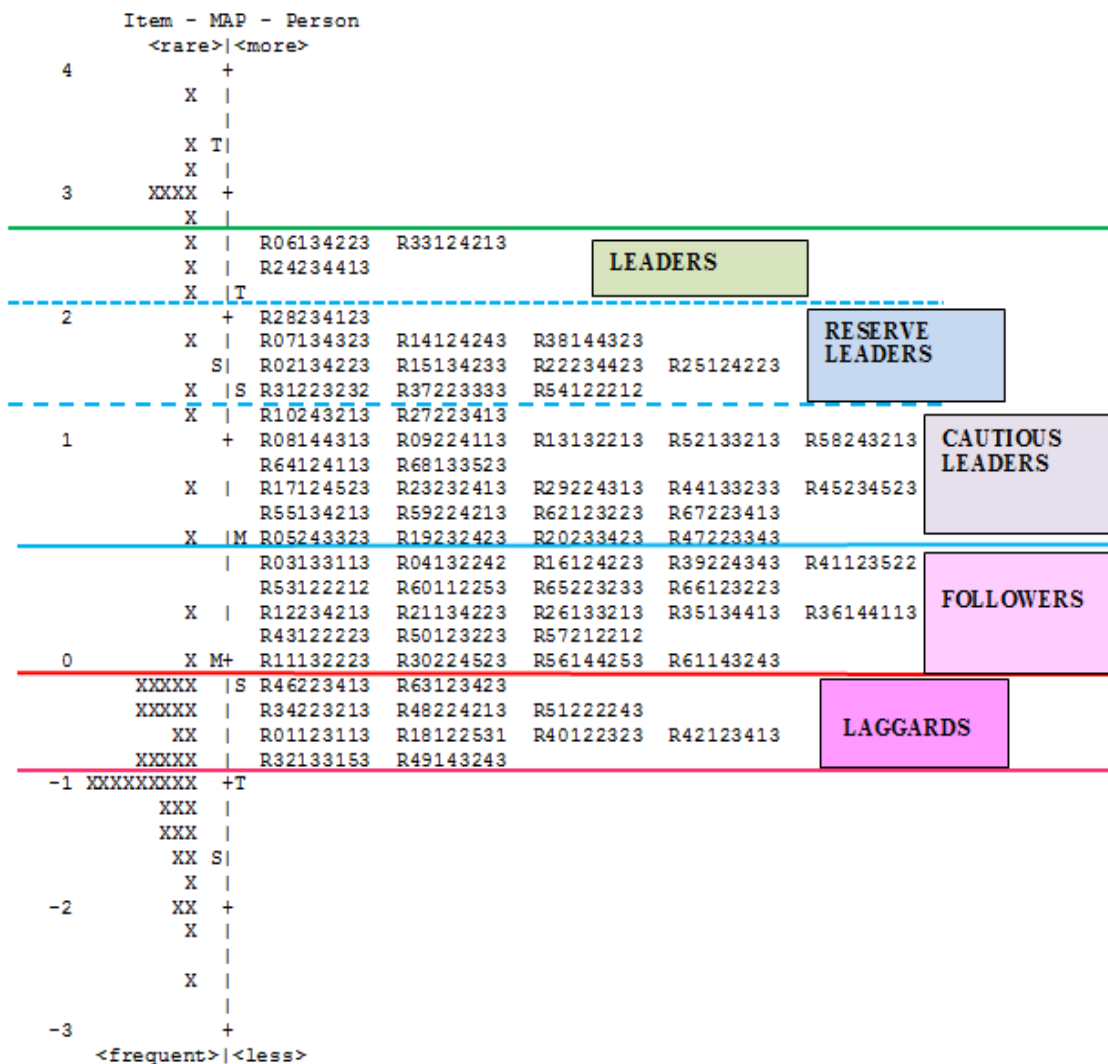 Item - MAP - Person
<rare>|<more>
4 +
X |
|
X T|
X |
3 XXXX +
X |
X | R06134223 R33124213
LEADERS
X | R24234413
X |T
2 + R28234123
RESERVE
LEADERS
X | R07134323 R14124243 R38144323
S| R02134223 R15134233 R22234423 R25124223
X |S R31223232 R37223333 R54122212
X | R10243213 R27223413
1 + R08144313 R09224113 R13132213 R52133213 R58243213
CAUTIOUS
LEADERS
R64124113 R68133523
X | R17124523 R23232413 R29224313 R44133233 R45234523
R55134213 R59224213 R62123223 R67223413
X |M R05243323 R19232423 R20233423 R47223343
| R03133113 R04132242 R16124223 R39224343 R41123522
R53122212 R60112253 R65223233 R66123223
FOLLOWERS
X | R12234213 R21134223 R26133213 R35134413 R36144113
R43122223 R50123223 R57212212
0 X M+ R11132223 R30224523 R56144253 R61143243
XXXXX |S R46223413 R63123423
XXXXX | R34223213 R48224213 R51222243
LAGGARDS
XX | R01123113 R18122531 R40122323 R42123413
XXXXX | R32133153 R49143243
-1 XXXXXXXXX +T
XXX |
XXX |
XX S|
X |
-2 XX +
X |
|
X |
|
-3 +
<frequent>|<less>